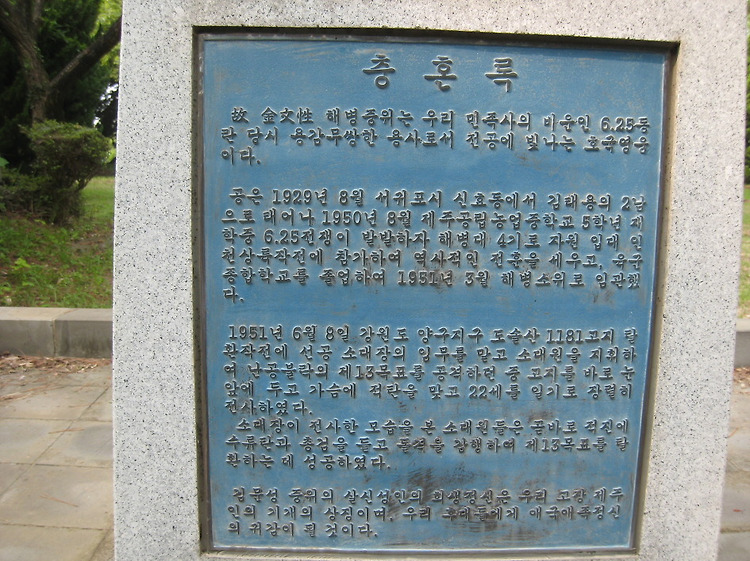 충 혼 록
故 金文性 해병중위는 우리 민족사의 비운인 6.25동
란 당시 용감무쌍한 용사로서 전공에 빛나는 호국영웅
이다.
공은 1929년 8월 서귀포시 신효동에서 김태용의 2남
으로 태어나 1950년 8월 제주공립농업중학교 5학년 재
학중 6.25전쟁이 발발하자 해병대 4기로 자원 입대 인
천상륙작전에 참가하여 역사적인 전훈을 세우고, 육군
종합학교를 졸업하여 1951년 3월 해병소위로 임관했
다.
1951년 6월 8일 강원도 양구지구 도솔산 1181고지 탈
환작전에 선공 소대장의 임무를 맡고 소대원을 지휘하
여 난공불락의 제13목표를 공격하던 중 고지를 바로 눈
앞에 두고 가슴에 적탄을 맞고 22세를 일기로 장렬히
전사하였다.
소대장이 전사한 모습을 본 소대원들은 곧바로 적진에
수류탄과 총검을 들고 돌격을 감행하여 제13목표를 탈
환하는 데 성공하였다.
김문성 중위의 살신성인의 희생정신은 우리 고장 제주
인의 기개의 상징이며, 우리 후대들에게 애국애족정신
의 귀감이 될 것이다.